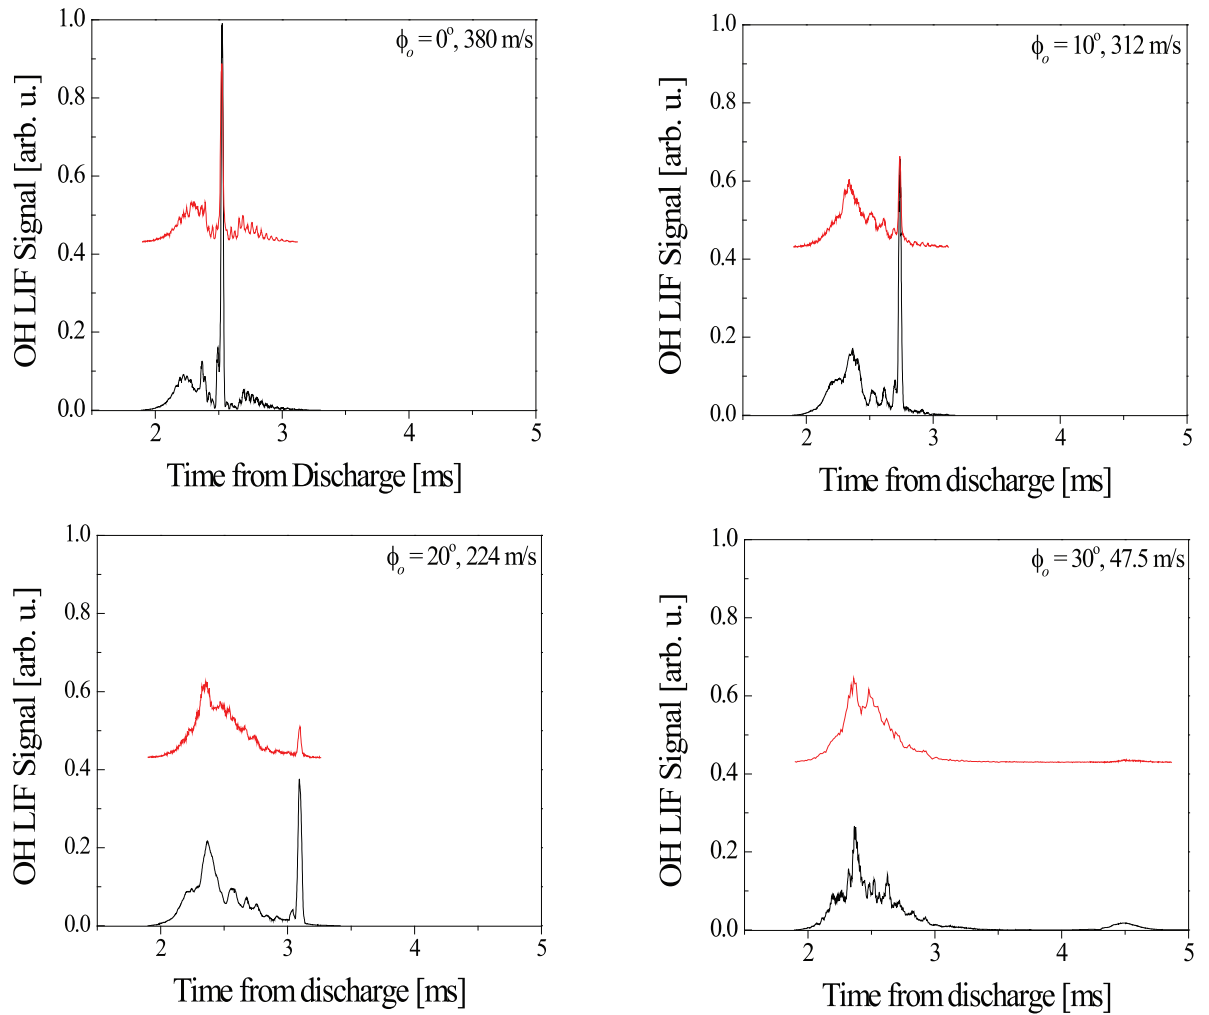 ϕo = 0°, 380 m/s
OH LIF Signal [arb. u.]
1.0
0.8
0.6
0.4
0.2
0.0
2 3 4 5
Time from Discharge [ms]
ϕo = 10°, 312 m/s
OH LIF Signal [arb. u.]
1.0
0.8
0.6
0.4
0.2
0.0
2 3 4 5
Time from discharge [ms]
ϕo = 20°, 224 m/s
OH LIF Signal [arb. u.]
1.0
0.8
0.6
0.4
0.2
0.0
2 3 4 5
Time from discharge [ms]
ϕo = 30°, 47.5 m/s
OH LIF Signal [arb. u.]
1.0
0.8
0.6
0.4
0.2
0.0
2 3 4 5
Time from discharge [ms]